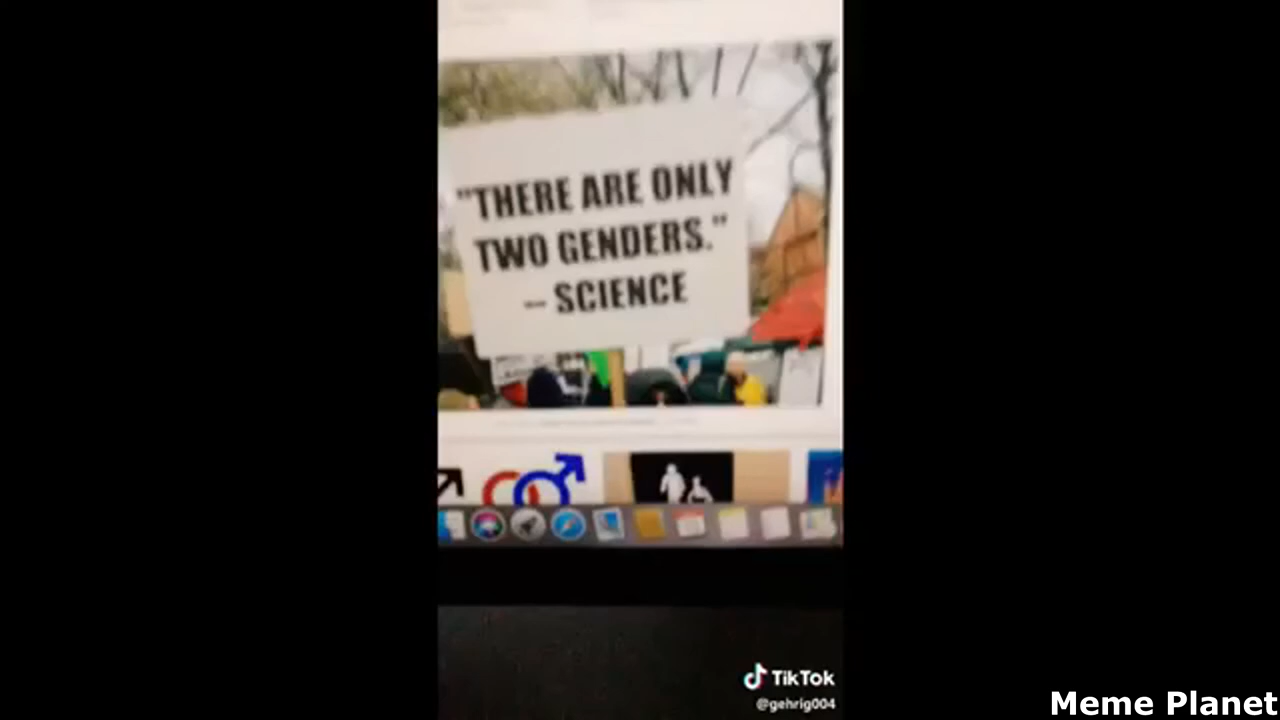 "THERE ARE ONLY
TWO GENDERS."
-- SCIENCE
TikTok
@gehrig004
Meme Planet